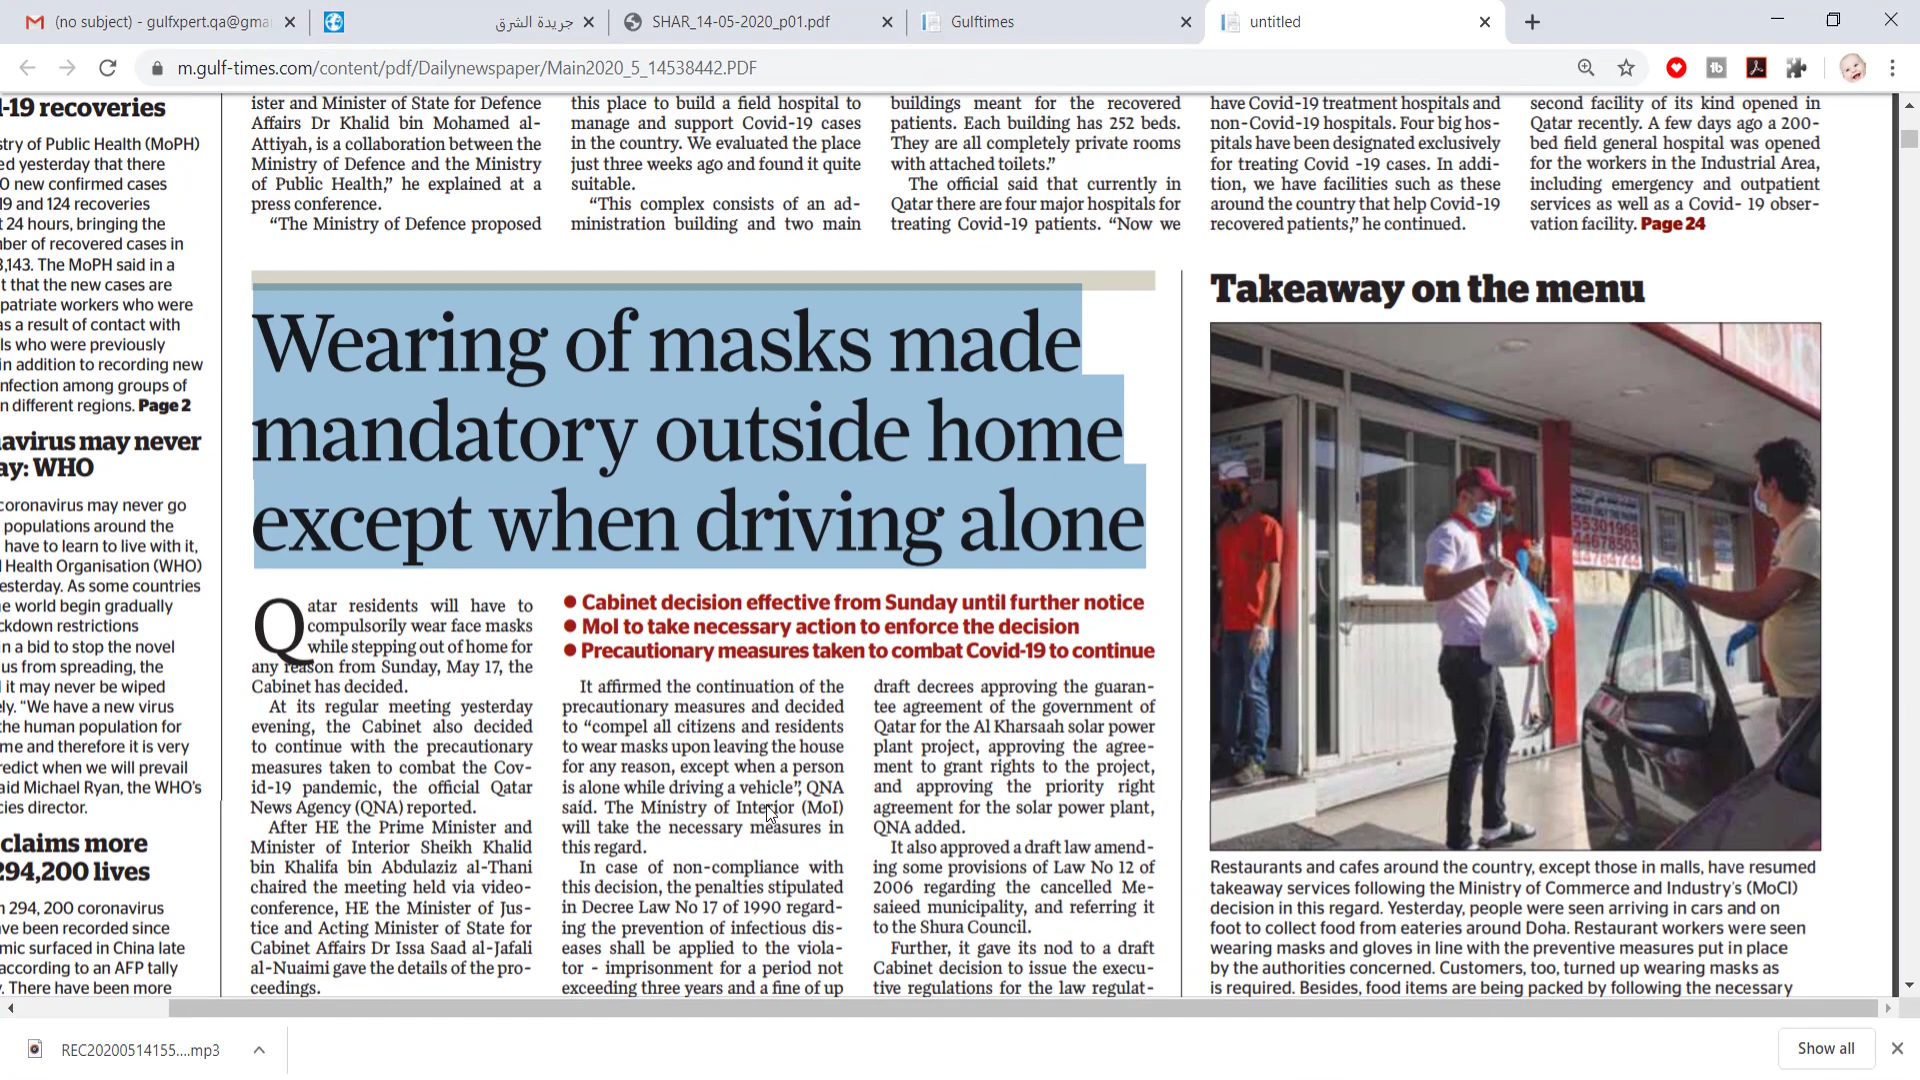 (no subject) - gulfxpert.qa@gmai
جريدة الشرق
SHAR_14-05-2020_p01.pdf
Gulftimes
untitled
m.gulf-times.com/content/pdf/Dailynewspaper/Main2020_5_14538442.PDF
-19 recoveries
stry of Public Health (MoPH)
ed yesterday that there
0 new confirmed cases
19 and 124 recoveries
t 24 hours, bringing the
nber of recovered cases in
3,143. The MoPH said in a
t that the new cases are
patriate workers who were
as a result of contact with
ls who were previously
in addition to recording new
nfection among groups of
n different regions. Page 2
navirus may never
ay: WHO
coronavirus may never go
populations around the
have to learn to live with it,
l Health Organisation (WHO)
esterday. As some countries
e world begin gradually
ckdown restrictions
in a bid to stop the novel
us from spreading, the
l it may never be wiped
ely. “We have a new virus
the human population for
me and therefore it is very
redict when we will prevail
aid Michael Ryan, the WHO’s
cies director.
claims more
294,200 lives
n 294, 200 coronavirus
ave been recorded since
mic surfaced in China late
according to an AFP tally
y. There have been more
ister and Minister of State for Defence
Affairs Dr Khalid bin Mohamed al-
Attiyah, is a collaboration between the
Ministry of Defence and the Ministry
of Public Health,” he explained at a
press conference.
“The Ministry of Defence proposed
this place to build a field hospital to
manage and support Covid-19 cases
in the country. We evaluated the place
just three weeks ago and found it quite
suitable.
“This complex consists of an ad-
ministration building and two main
buildings meant for the recovered
patients. Each building has 252 beds.
They are all completely private rooms
with attached toilets.”
The official said that currently in
Qatar there are four major hospitals for
treating Covid-19 patients. “Now we
have Covid-19 treatment hospitals and
non-Covid-19 hospitals. Four big hos-
pitals have been designated exclusively
for treating Covid -19 cases. In addi-
tion, we have facilities such as these
around the country that help Covid-19
recovered patients,” he continued.
second facility of its kind opened in
Qatar recently. A few days ago a 200-
bed field general hospital was opened
for the workers in the Industrial Area,
including emergency and outpatient
services as well as a Covid- 19 obser-
vation facility. Page 24
Wearing of masks made
mandatory outside home
except when driving alone
Qatar residents will have to
compulsorily wear face masks
while stepping out of home for
any reason from Sunday, May 17, the
Cabinet has decided.
At its regular meeting yesterday
evening, the Cabinet also decided
to continue with the precautionary
measures taken to combat the Cov-
id-19 pandemic, the official Qatar
News Agency (QNA) reported.
After HE the Prime Minister and
Minister of Interior Sheikh Khalid
bin Khalifa bin Abdulaziz al-Thani
chaired the meeting held via video-
conference, HE the Minister of Jus-
tice and Acting Minister of State for
Cabinet Affairs Dr Issa Saad al-Jafali
al-Nuaimi gave the details of the pro-
ceedings.
● Cabinet decision effective from Sunday until further notice
● MoI to take necessary action to enforce the decision
● Precautionary measures taken to combat Covid-19 to continue
It affirmed the continuation of the
precautionary measures and decided
to “compel all citizens and residents
to wear masks upon leaving the house
for any reason, except when a person
is alone while driving a vehicle”, QNA
said. The Ministry of Interior (MoI)
will take the necessary measures in
this regard.
In case of non-compliance with
this decision, the penalties stipulated
in Decree Law No 17 of 1990 regard-
ing the prevention of infectious dis-
eases shall be applied to the viola-
tor - imprisonment for a period not
exceeding three years and a fine of up
draft decrees approving the guaran-
tee agreement of the government of
Qatar for the Al Kharsaah solar power
plant project, approving the agree-
ment to grant rights to the project,
and approving the priority right
agreement for the solar power plant,
QNA added.
It also approved a draft law amend-
ing some provisions of Law No 12 of
2006 regarding the cancelled Me-
saieed municipality, and referring it
to the Shura Council.
Further, it gave its nod to a draft
Cabinet decision to issue the execu-
tive regulations for the law regulat-
Takeaway on the menu
55301968
44678503
44764744
Restaurants and cafes around the country, except those in malls, have resumed
takeaway services following the Ministry of Commerce and Industry’s (MoCI)
decision in this regard. Yesterday, people were seen arriving in cars and on
foot to collect food from eateries around Doha. Restaurant workers were seen
wearing masks and gloves in line with the preventive measures put in place
by the authorities concerned. Customers, too, turned up wearing masks as
is required. Besides, food items are being packed by following the necessary
REC20200514155....mp3
Show all